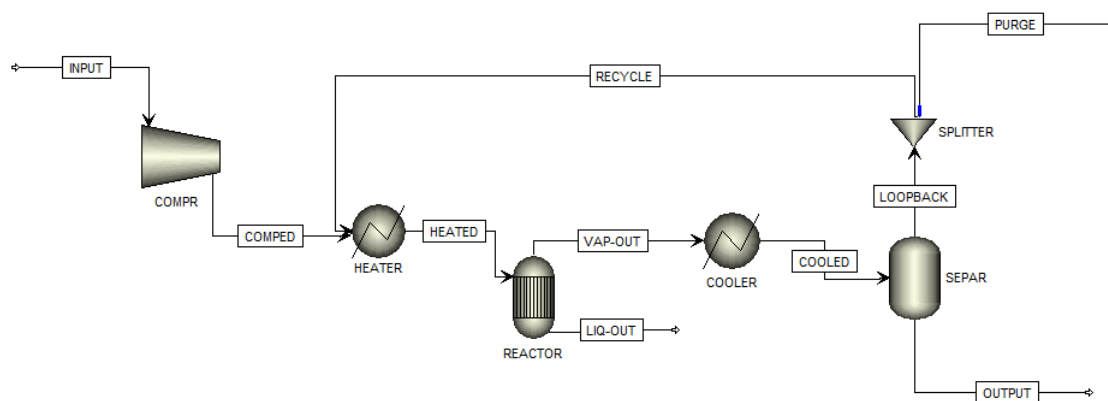 PURGE
INPUT
RECYCLE
SPLITTER
COMPR
LOOPBACK
COMPED
HEATED
VAP-OUT
HEATER
COOLED
COOLER
SEPAR
LIQ-OUT
REACTOR
OUTPUT